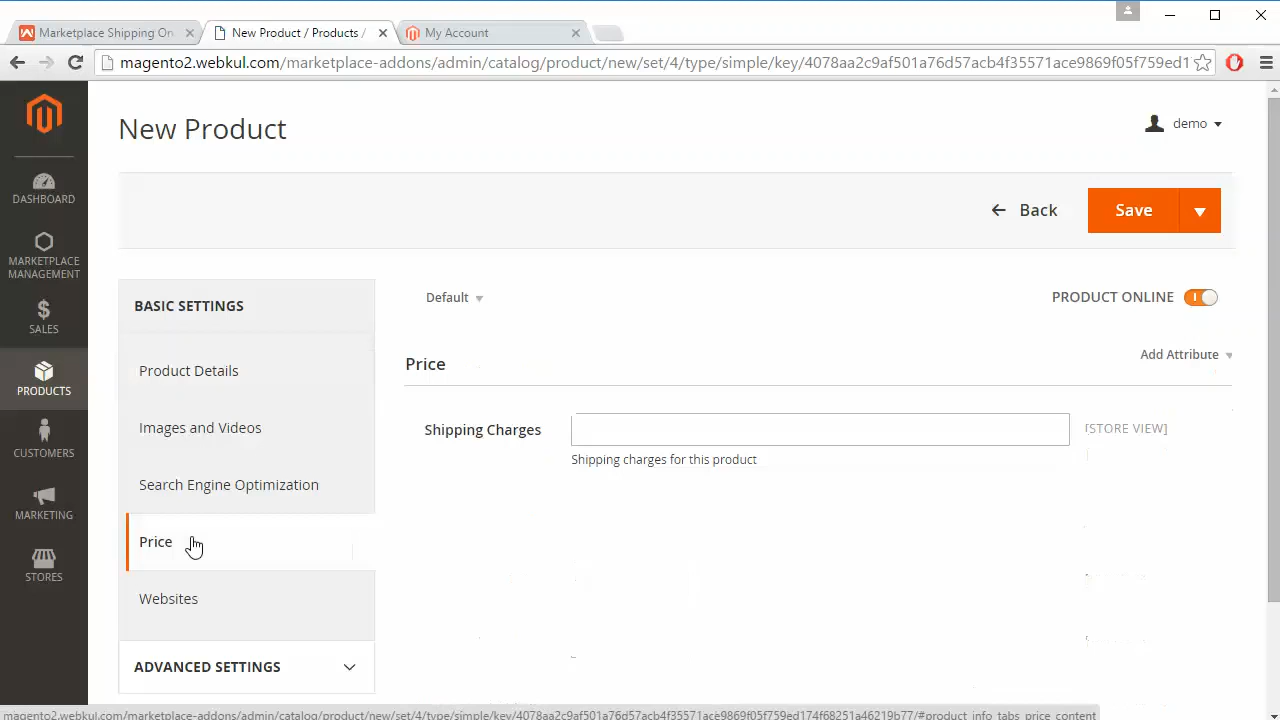 Marketplace Shipping On
New Product / Products /
My Account
magento2.webkul.com/marketplace-addons/admin/catalog/product/new/set/4/type/simple/key/4078aa2c9af501a76d57acb4f35571ace9869f05f759ed1
New Product
demo
DASHBOARD
MARKETPLACE
MANAGEMENT
SALES
PRODUCTS
CUSTOMERS
MARKETING
STORES
Back
Save
BASIC SETTINGS
Product Details
Images and Videos
Search Engine Optimization
Price
Websites
ADVANCED SETTINGS
Default
PRODUCT ONLINE
Price
Add Attribute
Shipping Charges
[STORE VIEW]
Shipping charges for this product
magento2.webkul.com/marketplace-addons/admin/catalog/product/new/set/4/type/simple/key/4078aa2c9af501a76d57acb4f35571ace9869f05f759ed174f68251a46219b77/#product_info_tabs_price_content